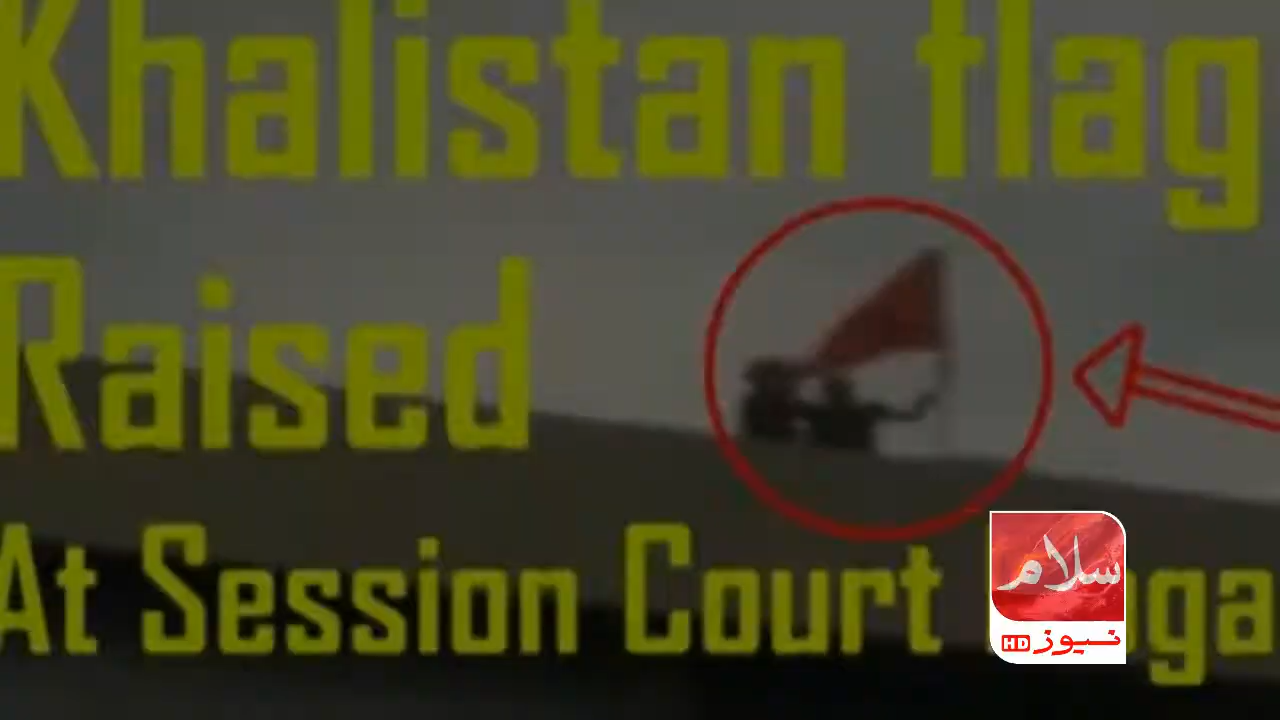 Khalistan flag
Raised
At Session Court
سلام
نیوز HD